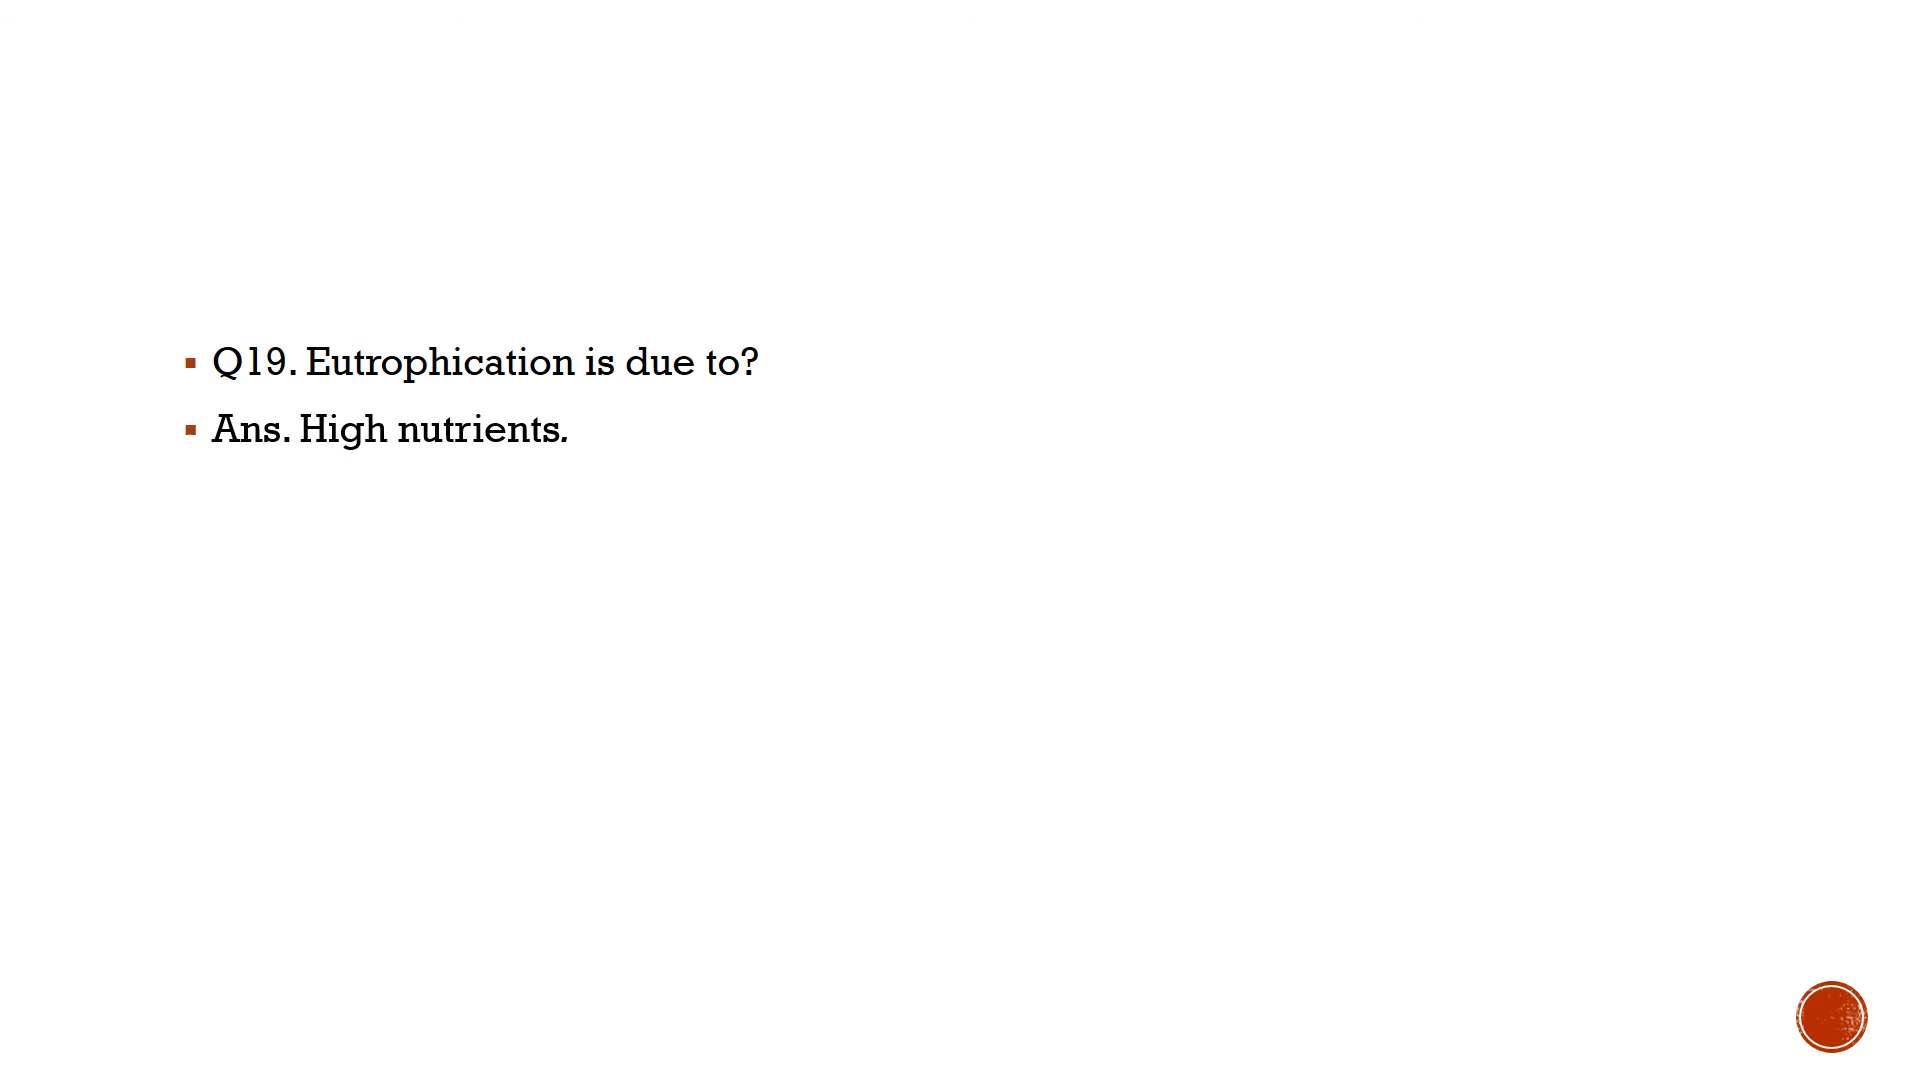 Q19. Eutrophication is due to?
Ans. High nutrients.